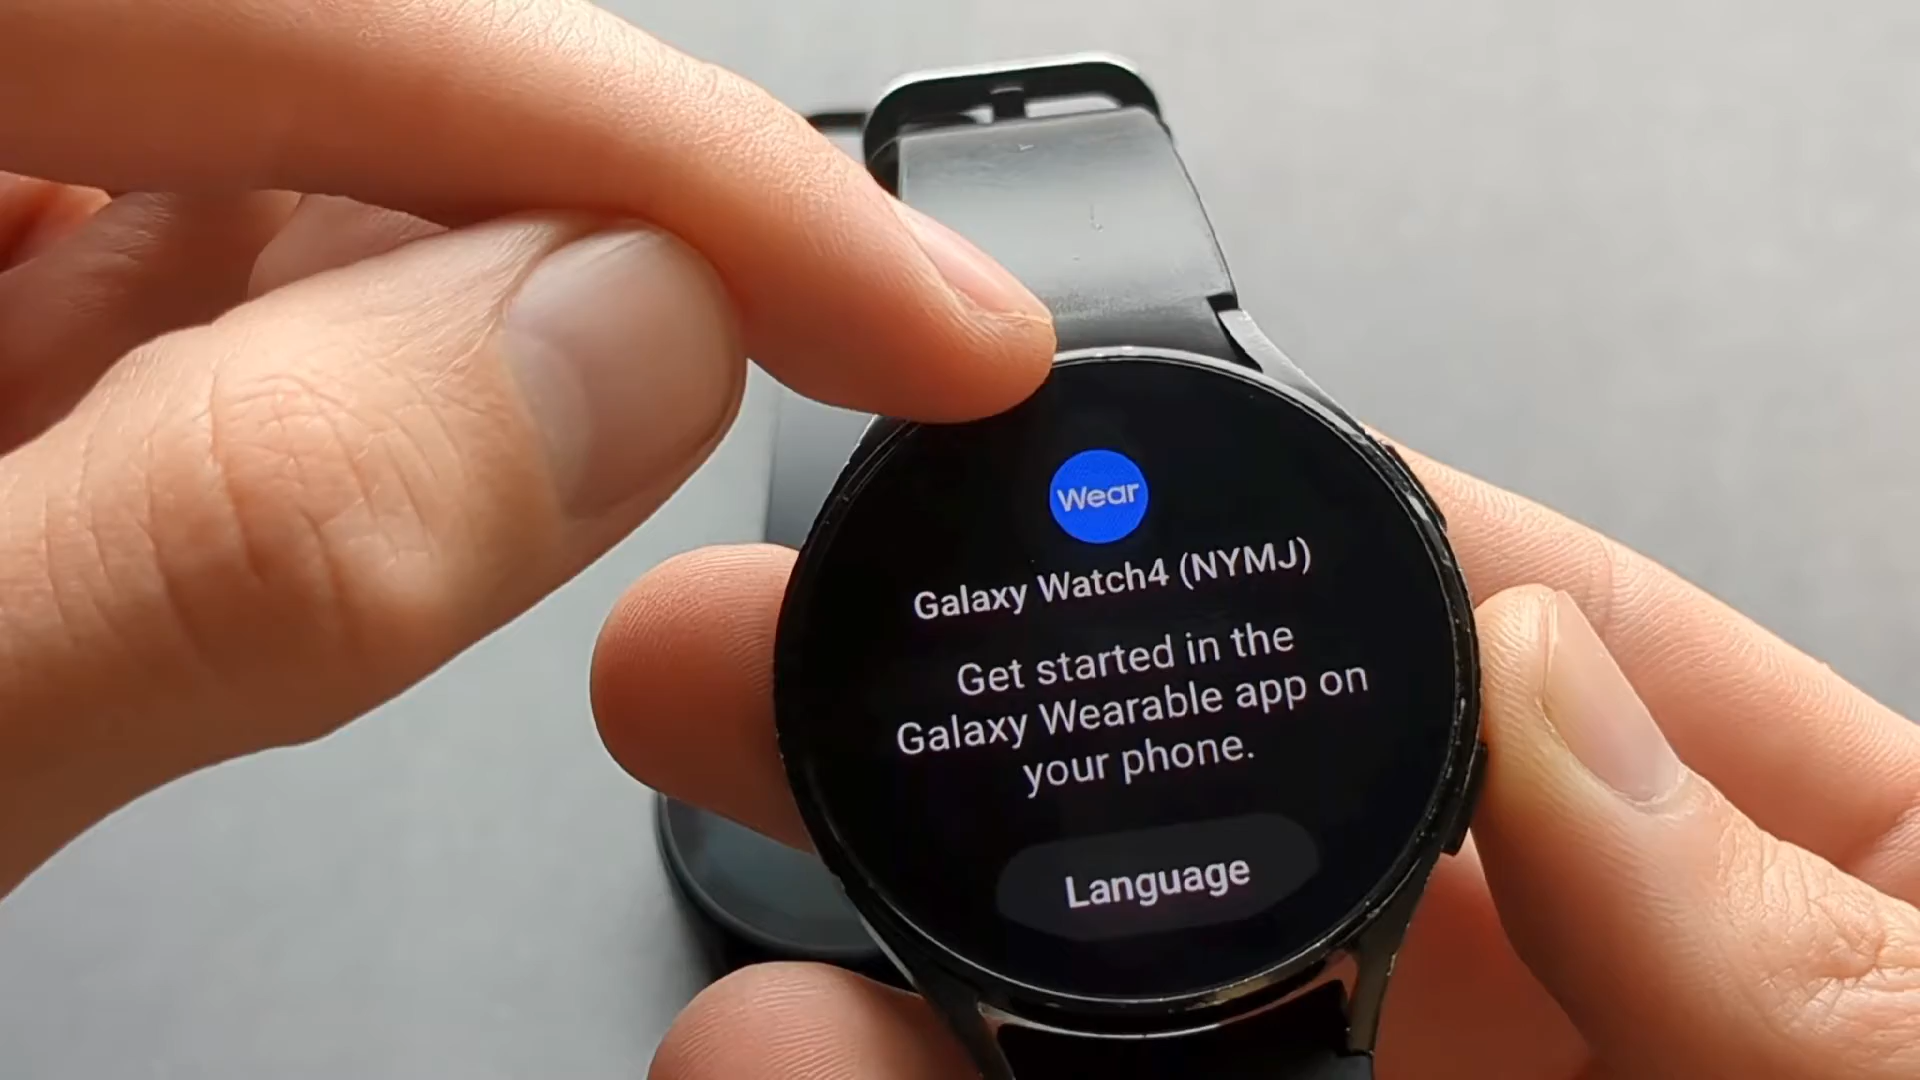 Wear
Galaxy Watch4 (NYMJ)
Get started in the
Galaxy Wearable app on
your phone.
Language